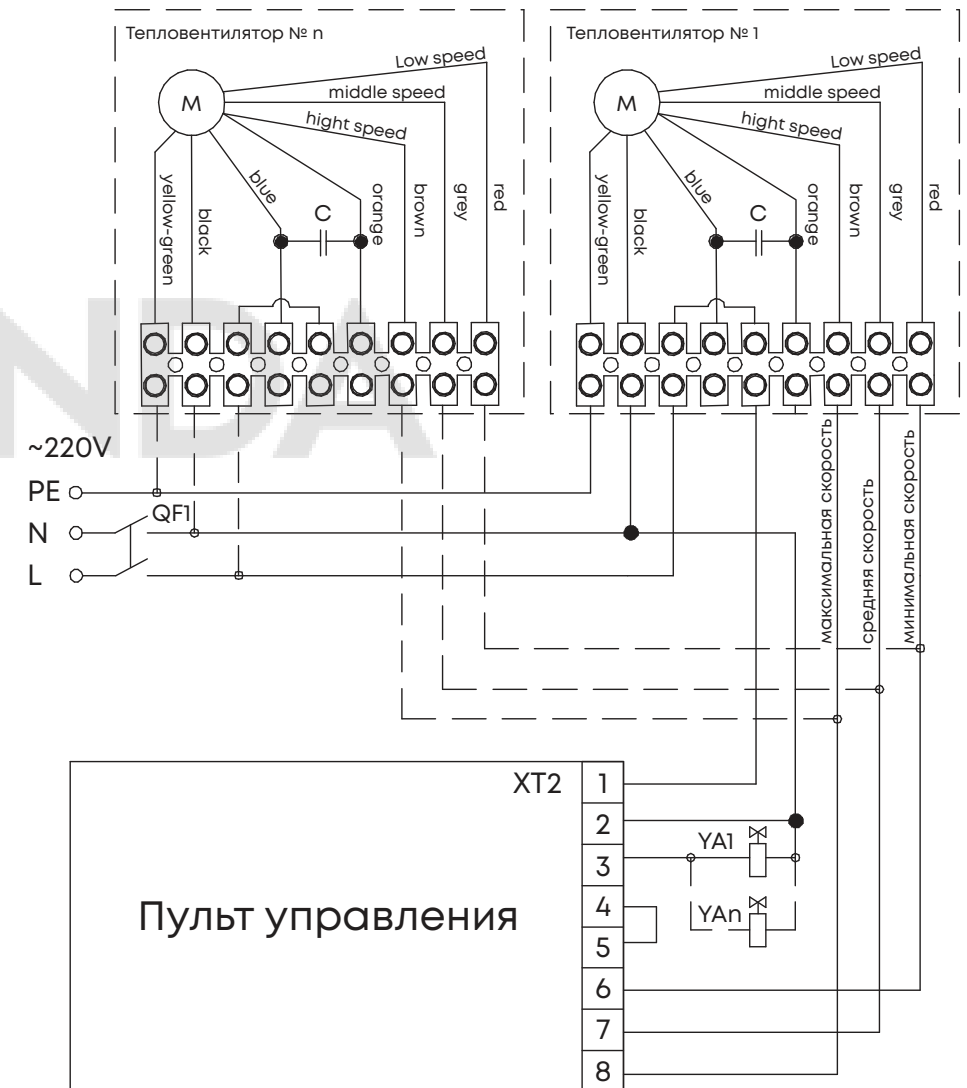 Тепловентилятор № n
Low speed
middle speed
hight speed
M
yellow-green
black
blue
C
orange
brown
grey
red
Тепловентилятор № 1
Low speed
middle speed
hight speed
M
yellow-green
black
blue
C
orange
brown
grey
red
NDA
~220V
PE
N
QF1
L
максимальная скорость
средняя скорость
минимальная скорость
Пульт управления
XT2
1
2
3
4
5
6
7
8
YA1
YAn